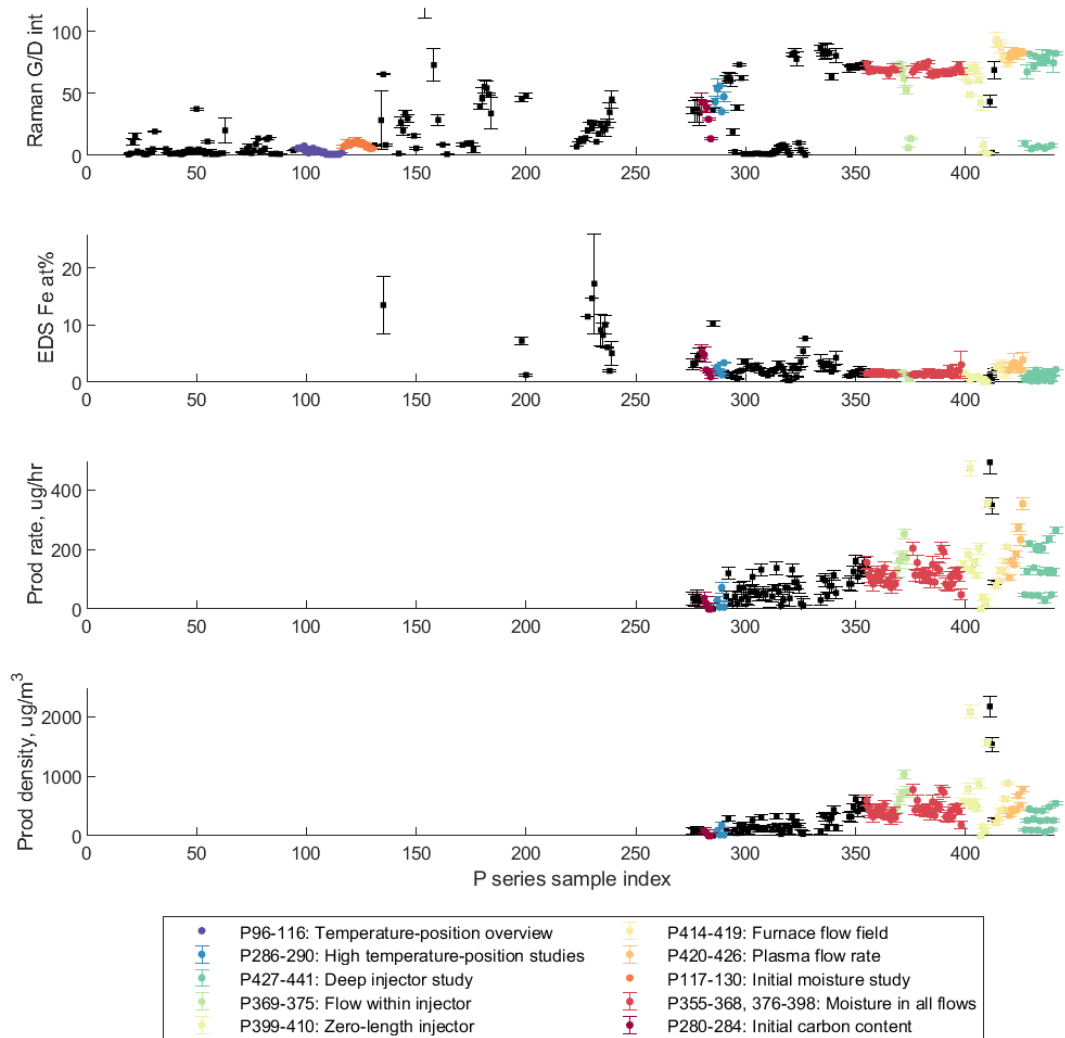 Raman G/D int
100
50
0
0 50 100 150 200 250 300 350 400
EDS Fe at%
20
10
0
0 50 100 150 200 250 300 350 400
Prod rate, ug/hr
400
200
0
0 50 100 150 200 250 300 350 400
Prod density, ug/m³
2000
1000
0
0 50 100 150 200 250 300 350 400
P series sample index
P96-116: Temperature-position overview
P286-290: High temperature-position studies
P427-441: Deep injector study
P369-375: Flow within injector
P399-410: Zero-length injector
P414-419: Furnace flow field
P420-426: Plasma flow rate
P117-130: Initial moisture study
P355-368, 376-398: Moisture in all flows
P280-284: Initial carbon content